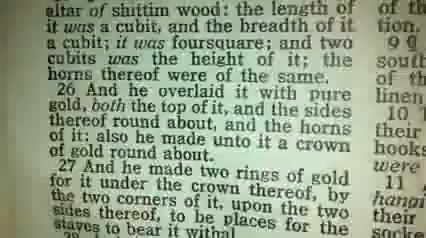 altar of shittim wood: the length of
it was a cubit, and the breadth of it
a cubit; it was foursquare; and two
cubits was the height of it; the
horns thereof were of the same.
26 And he overlaid it with pure
gold, both the top of it, and the sides
thereof round about, and the horns
of it: also he made unto it a crown
of gold round about.
27 And he made two rings of gold
for it under the crown thereof, by
the two corners of it, upon the two
sides thereof, to be places for the
staves to bear it withal
28
of th
tion.
9 ¶
south
of th
linen
10
their
hooks
were
11
hangi
their
socke